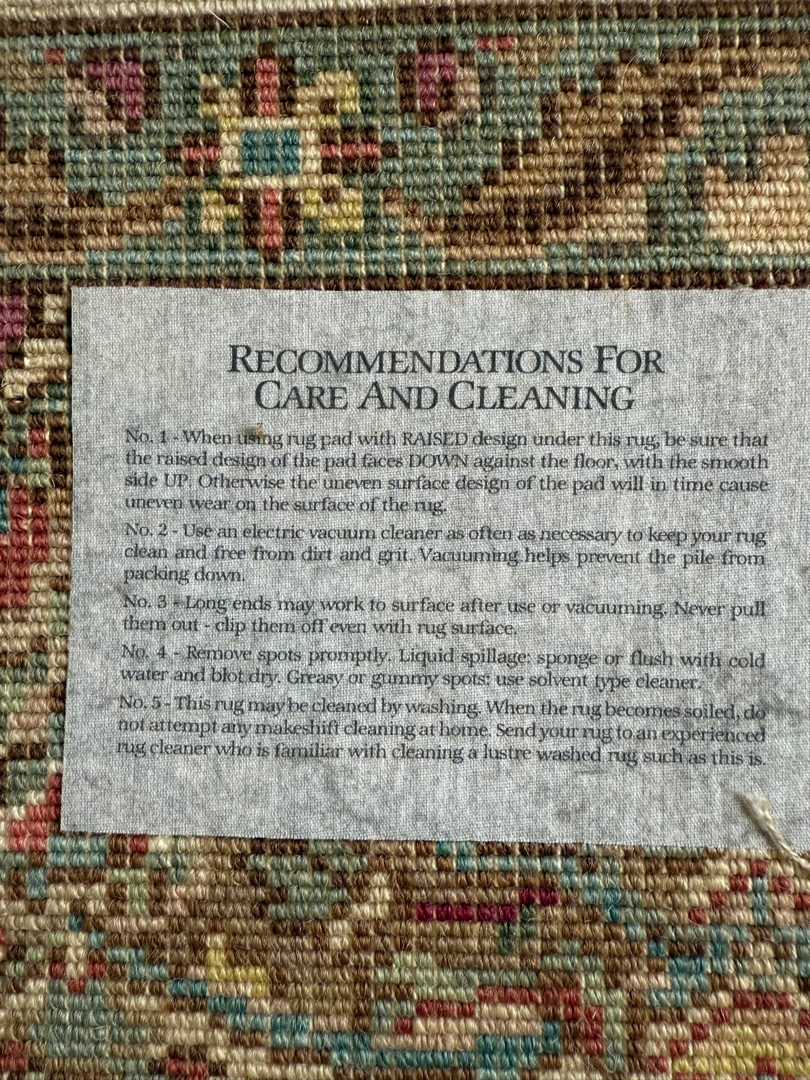 RECOMMENDATIONS FOR
CARE AND CLEANING
No. 1 - When using rug pad with RAISED design under this rug, be sure that
the raised design of the pad faces DOWN against the floor, with the smooth
side UP. Otherwise the uneven surface design of the pad will in time cause
uneven wear on the surface of the rug.
No. 2 - Use an electric vacuum cleaner as often as necessary to keep your rug
clean and free from dirt and grit. Vacuuming helps prevent the pile from
packing down.
No. 3 - Long ends may work to surface after use or vacuuming. Never pull
them out - clip them off even with rug surface.
No. 4 - Remove spots promptly. Liquid spillage: sponge or flush with cold
water and blot dry. Greasy or gummy spots: use solvent type cleaner.
No. 5 - This rug may be cleaned by washing. When the rug becomes soiled, do
not attempt any makeshift cleaning at home. Send your rug to an experienced
rug cleaner who is familiar with cleaning a lustre washed rug such as this is.